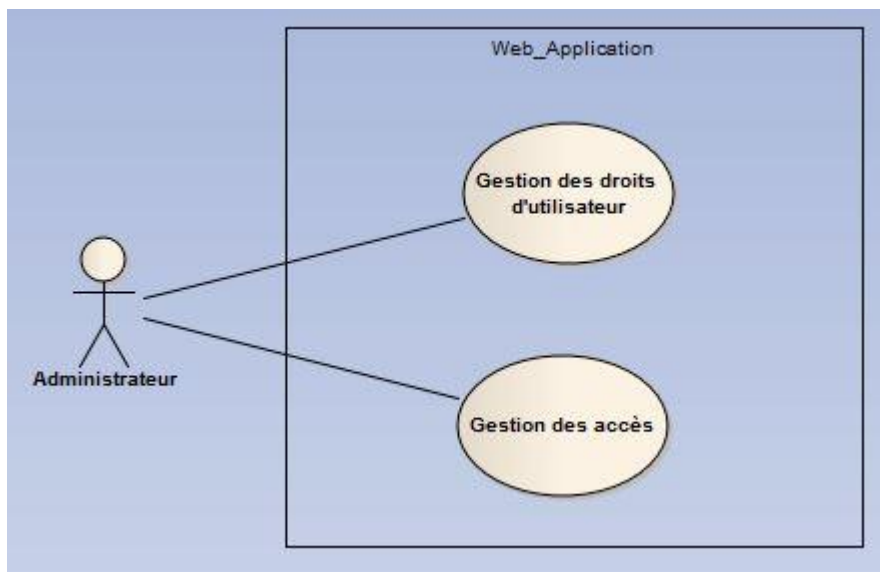 Web_Application
Gestion des droits
d'utilisateur
Administrateur
Gestion des accès